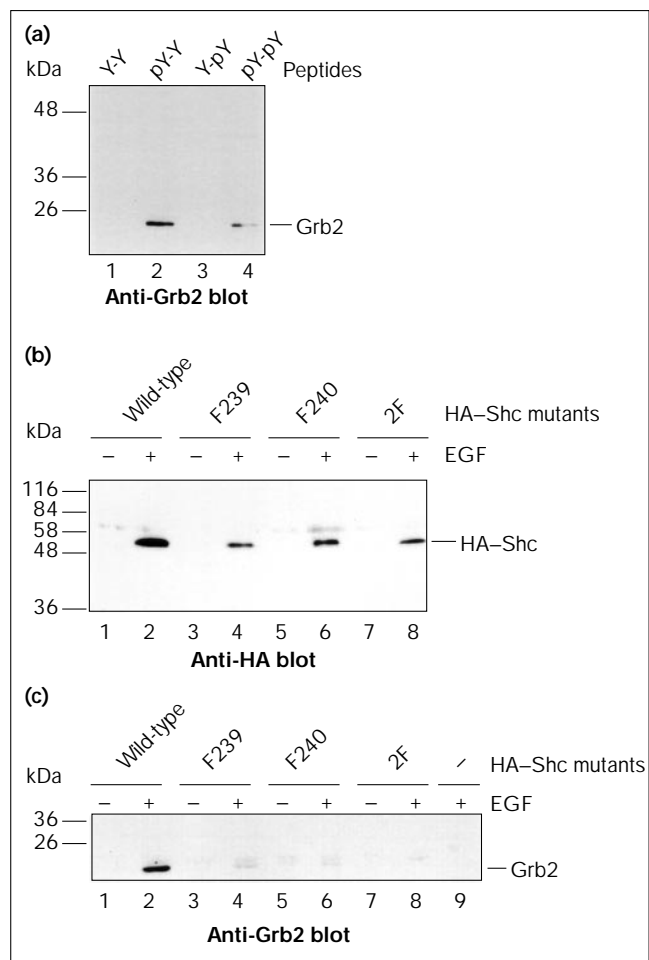 (a)
kDa Y-Y pY-Y Y-pY pY-pY Peptides
48
36
26
Grb2
1 2 3 4
Anti-Grb2 blot
(b)
Wild-type F239 F240 2F HA–Shc mutants
kDa
– + – + – + – + EGF
116
84
58
48
HA–Shc
36
1 2 3 4 5 6 7 8
Anti-HA blot
(c)
Wild-type F239 F240 2F – HA–Shc mutants
kDa
– + – + – + – + + EGF
36
26
Grb2
1 2 3 4 5 6 7 8 9
Anti-Grb2 blot